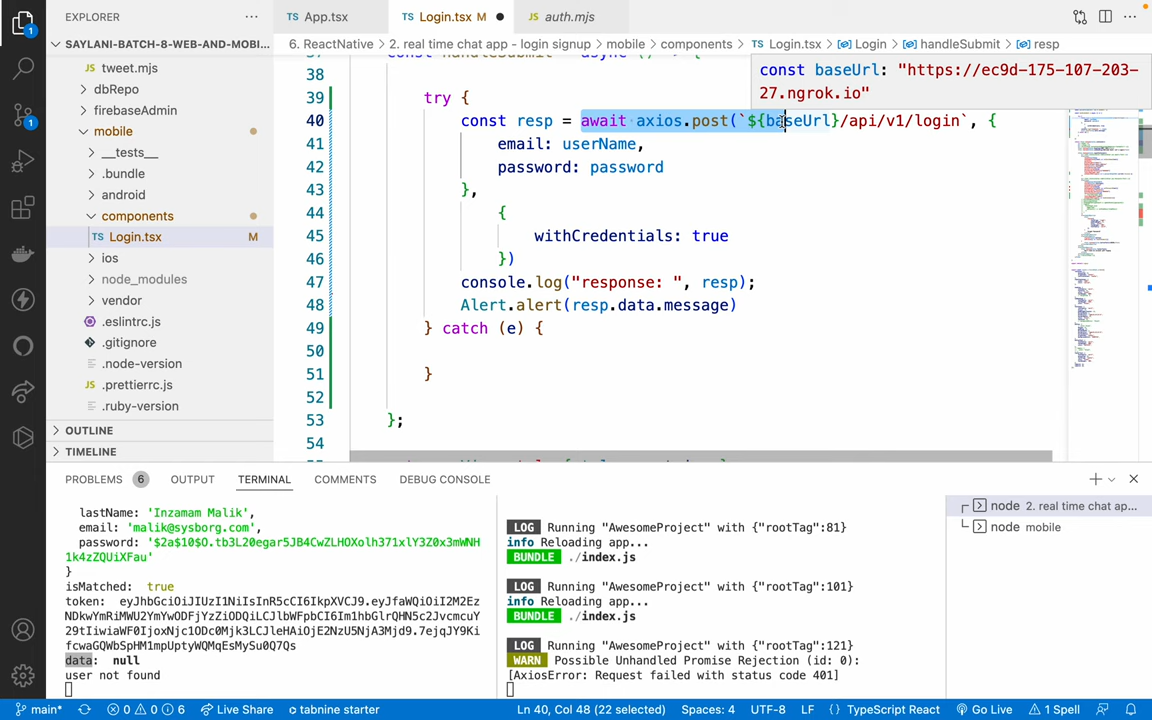 EXPLORER
App.tsx
Login.tsx M
auth.mjs
SAYLANI-BATCH-8-WEB-AND-MOBI...
6. ReactNative > 2. real time chat app - login signup > mobile > components > Login.tsx > Login > handleSubmit > resp
tweet.mjs
dbRepo
firebaseAdmin
mobile
__tests__
.bundle
android
components
Login.tsx M
ios
node_modules
vendor
.eslintrc.js
.gitignore
.node-version
.prettierrc.js
.ruby-version
OUTLINE
TIMELINE
const baseUrl: "https://ec9d-175-107-203-
27.ngrok.io"
38
39 try {
40 const resp = await axios.post(`${baseUrl}/api/v1/login`, {
41 email: userName,
42 password: password
43 },
44 {
45 withCredentials: true
46 })
47 console.log("response: ", resp);
48 Alert.alert(resp.data.message)
49 } catch (e) {
50
51 }
52
53 };
54
PROBLEMS 6 OUTPUT TERMINAL COMMENTS DEBUG CONSOLE
lastName: 'Inzamam Malik',
email: 'malik@sysborg.com',
password: '$2a$10$O.tb3L20egar5JB4CwZLHOXolh371xlY3Z0x3mWNH
1k4zZQUiXFau'
}
isMatched: true
token: eyJhbGciOiJIUzI1NiIsInR5cCI6IkpXVCJ9.eyJfaWQiOiI2M2Ez
NDkwYmRiMWU2YmYwODFjYzZiODQiLCJlbWFpbCI6Im1hbGlrQHN5c2JvcmcuY
29tIiwiaWF0IjoxNjc1ODc0Mjk3LCJleHAiOjE2NzU5NjA3Mjd9.7ejqJY9Ki
fcwaGQWbSpHM1mpUptyWQMqEsMySu0Q7Qs
data: null
user not found
LOG Running "AwesomeProject" with {"rootTag":81}
info Reloading app...
BUNDLE ./index.js
LOG Running "AwesomeProject" with {"rootTag":101}
info Reloading app...
BUNDLE ./index.js
LOG Running "AwesomeProject" with {"rootTag":121}
WARN Possible Unhandled Promise Rejection (id: 0):
[AxiosError: Request failed with status code 401]
node 2. real time chat ap...
node mobile
main* 0 0 6 Live Share tabnine starter
Ln 40, Col 48 (22 selected) Spaces: 4 UTF-8 LF {} TypeScript React Go Live 1 Spell